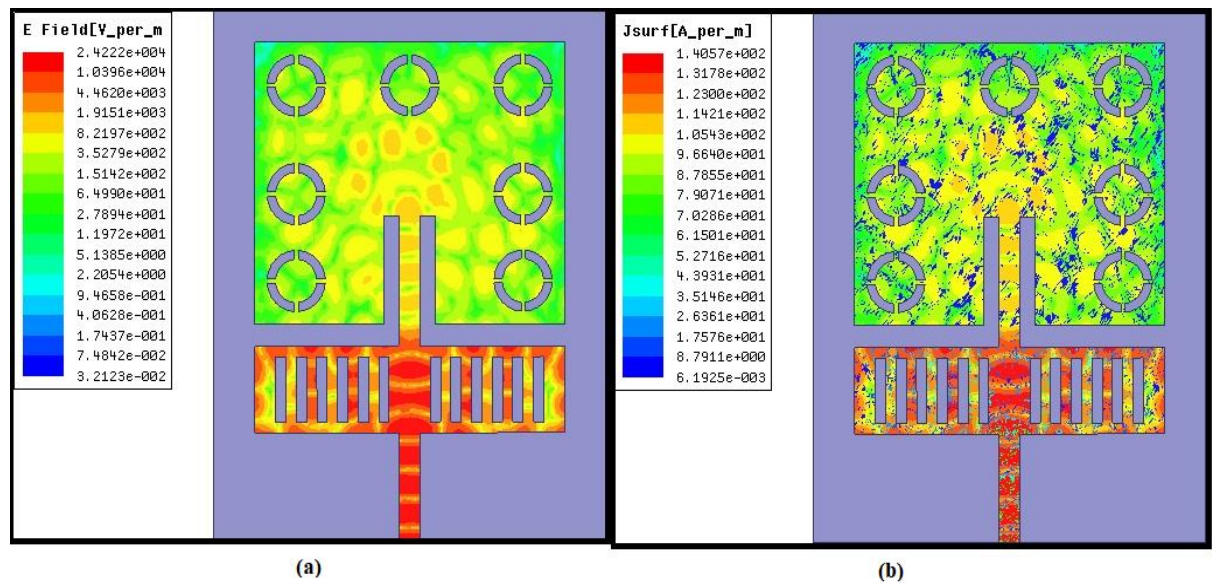 E Field[V_per_m
2.4222e+004
1.0396e+004
4.4620e+003
1.9151e+003
8.2197e+002
3.5279e+002
1.5142e+002
6.4990e+001
2.7894e+001
1.1972e+001
5.1385e+000
2.2054e+000
9.4658e-001
4.0628e-001
1.7437e-001
7.4842e-002
3.2123e-002
Jsurf[A_per_m]
1.4057e+002
1.3178e+002
1.2300e+002
1.1421e+002
1.0543e+002
9.6640e+001
8.7855e+001
7.9071e+001
7.0286e+001
6.1501e+001
5.2716e+001
4.3931e+001
3.5146e+001
2.6361e+001
1.7576e+001
8.7911e+000
6.1925e-003
(a)
(b)